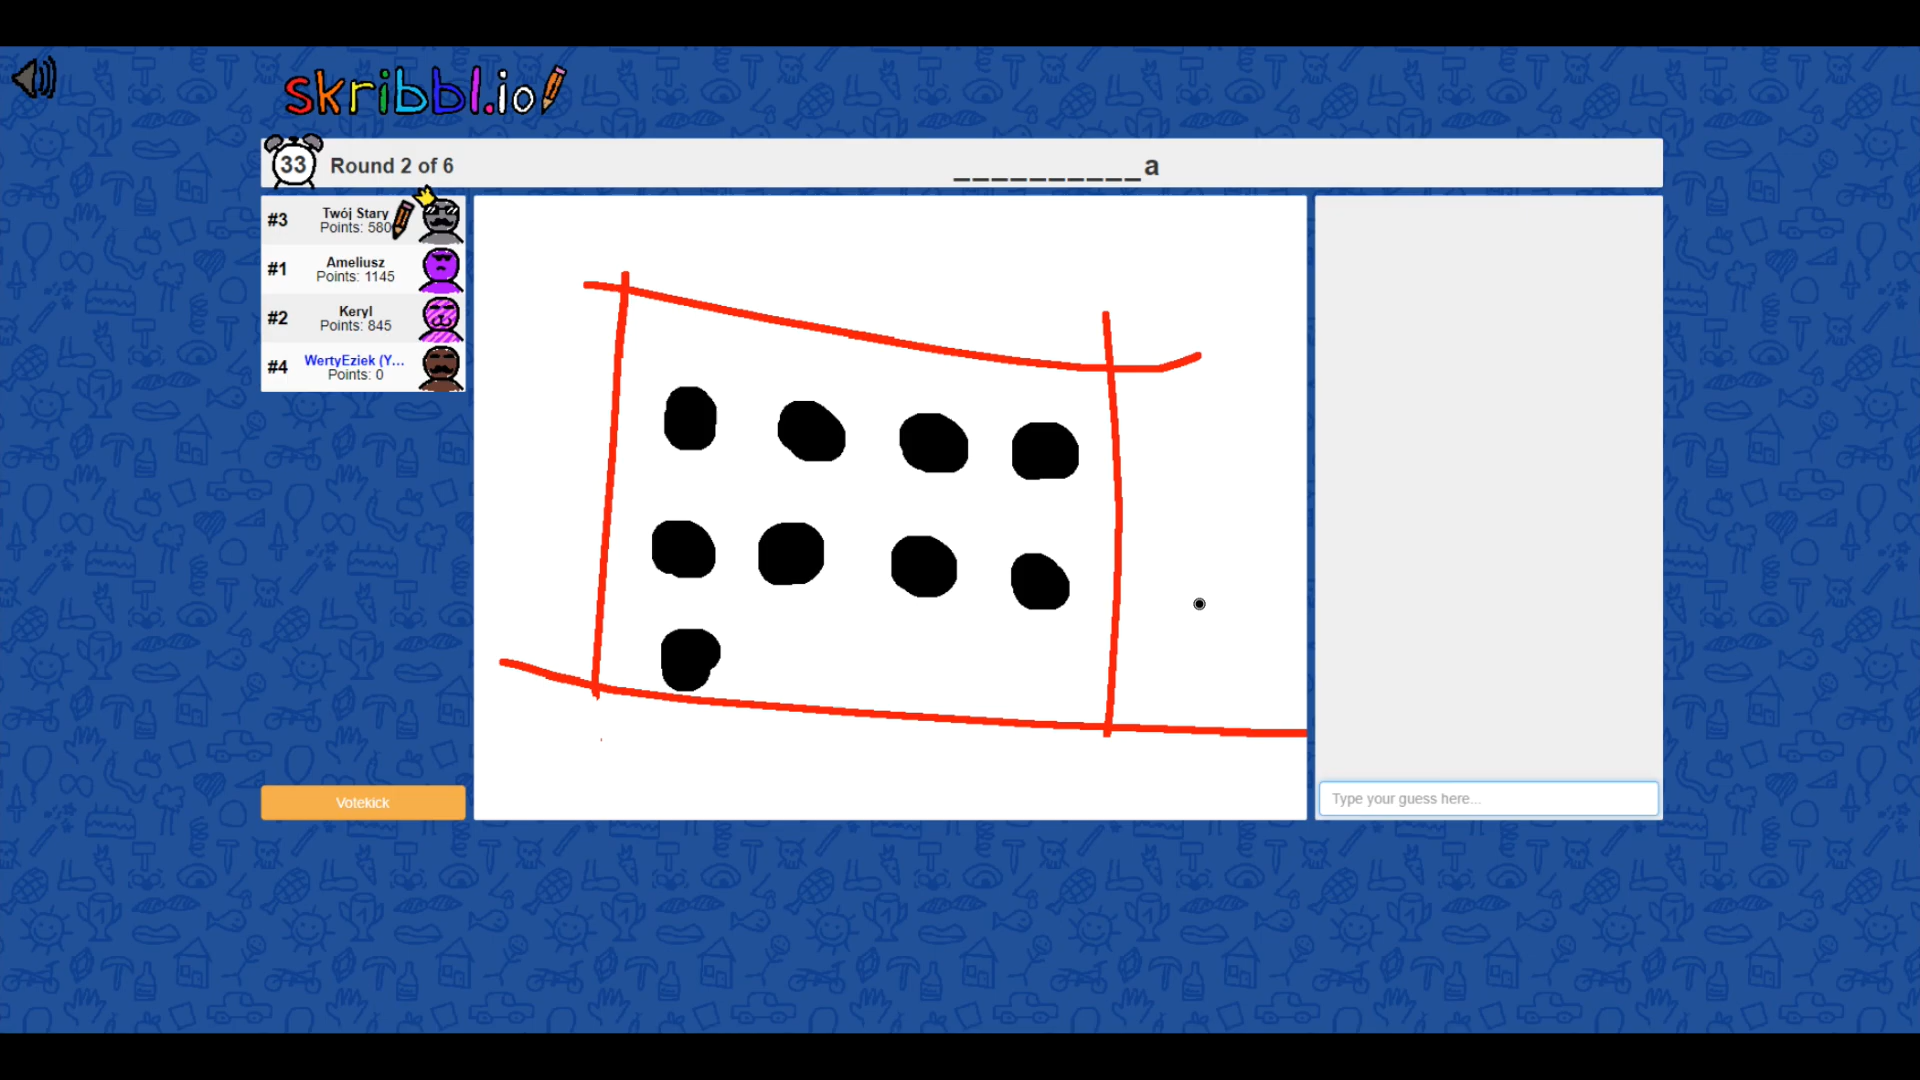 skribbl.io
33 Round 2 of 6
__________a
#3 Twój Stary
Points: 580
#1 Ameliusz
Points: 1145
#2 Keryl
Points: 845
#4 WertyEziek (Y...
Points: 0
Votekick
Type your guess here...